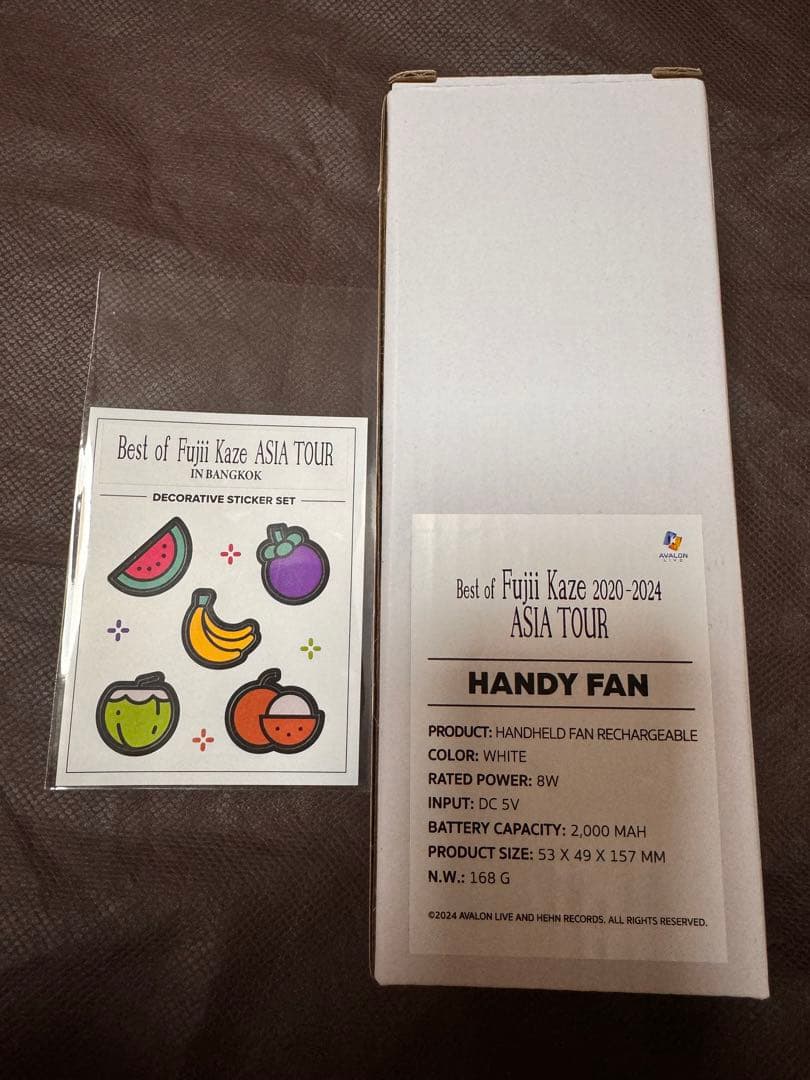 Best of Fujii Kaze ASIA TOUR
IN BANGKOK
DECORATIVE STICKER SET
AVALON
LIVE
Best of Fujii Kaze 2020-2024
ASIA TOUR
HANDY FAN
PRODUCT: HANDHELD FAN RECHARGEABLE
COLOR: WHITE
RATED POWER: 8W
INPUT: DC 5V
BATTERY CAPACITY: 2,000 MAH
PRODUCT SIZE: 53 X 49 X 157 MM
N.W.: 168 G
©2024 AVALON LIVE AND HEHN RECORDS. ALL RIGHTS RESERVED.